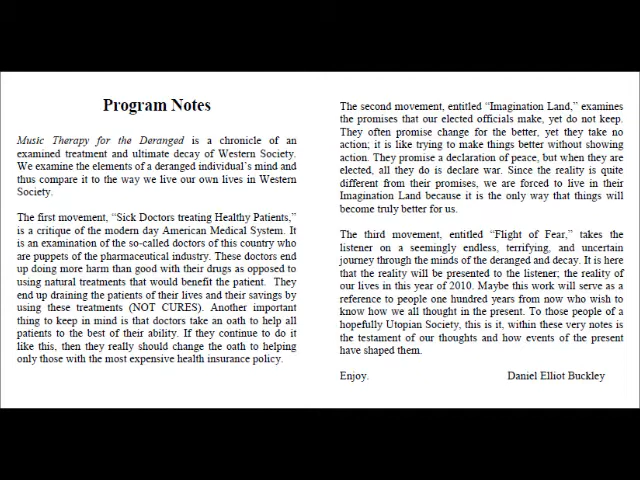 Program Notes
Music Therapy for the Deranged is a chronicle of an
examined treatment and ultimate decay of Western Society.
We examine the elements of a deranged individual's mind and
thus compare it to the way we live our own lives in Western
Society.
The first movement, "Sick Doctors treating Healthy Patients,"
is a critique of the modern day American Medical System. It
is an examination of the so-called doctors of this country who
are puppets of the pharmaceutical industry. These doctors end
up doing more harm than good with their drugs as opposed to
using natural treatments that would benefit the patient. They
end up draining the patients of their lives and their savings by
using these treatments (NOT CURES). Another important
thing to keep in mind is that doctors take an oath to help all
patients to the best of their ability. If they continue to do it
like this, then they really should change the oath to helping
only those with the most expensive health insurance policy.
The second movement, entitled "Imagination Land," examines
the promises that our elected officials make, yet do not keep.
They often promise change for the better, yet they take no
action; it is like trying to make things better without showing
action. They promise a declaration of peace, but when they are
elected, all they do is declare war. Since the reality is quite
different from their promises, we are forced to live in their
Imagination Land because it is the only way that things will
become truly better for us.
The third movement, entitled "Flight of Fear," takes the
listener on a seemingly endless, terrifying, and uncertain
journey through the minds of the deranged and decay. It is here
that the reality will be presented to the listener; the reality of
our lives in this year of 2010. Maybe this work will serve as a
reference to people one hundred years from now who wish to
know how we all thought in the present. To those people of a
hopefully Utopian Society, this is it, within these very notes is
the testament of our thoughts and how events of the present
have shaped them.
Enjoy. Daniel Elliot Buckley